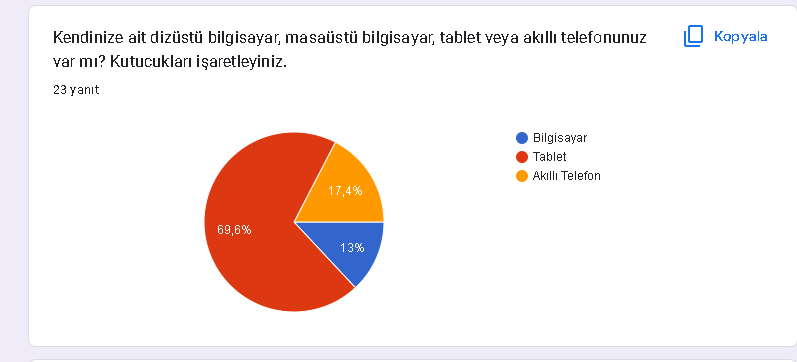 Kendinize ait dizüstü bilgisayar, masaüstü bilgisayar, tablet veya akıllı telefonunuz
var mı? Kutucukları işaretleyiniz.
Kopyala
23 yanıt
Bilgisayar
Tablet
Akıllı Telefon
17,4%
69,6%
13%